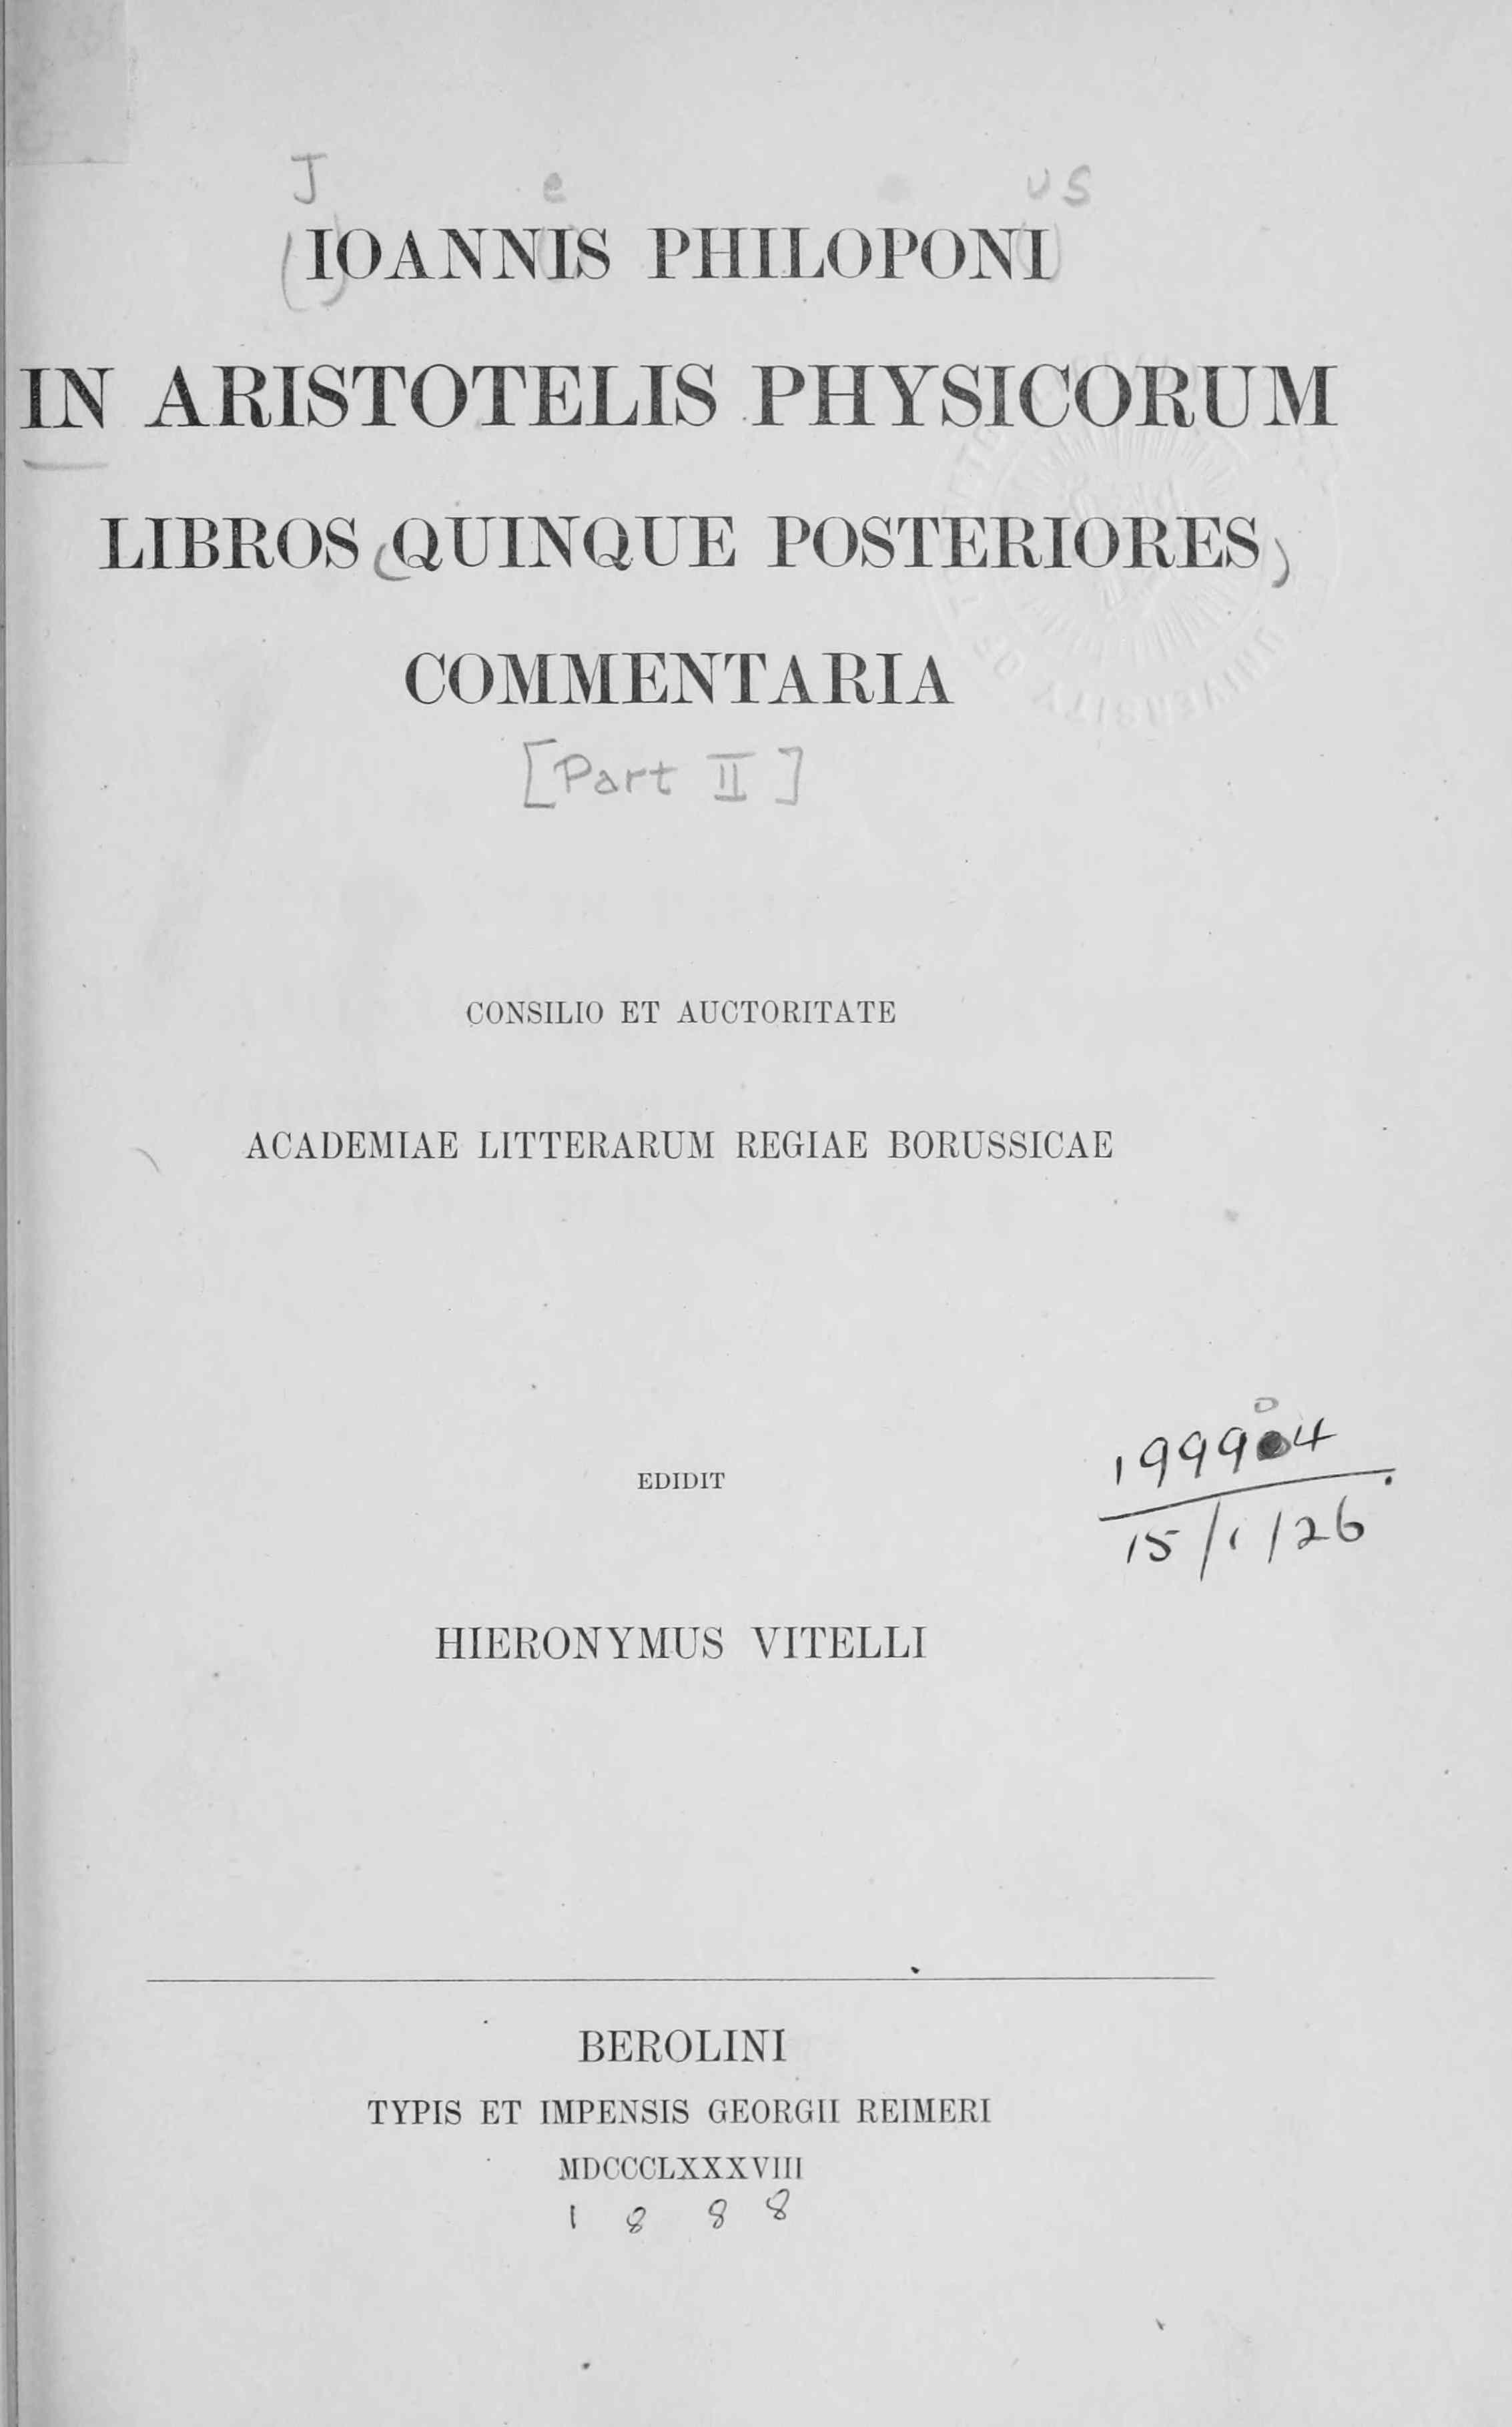 J e us
IOANNIS PHILOPONI
IN ARISTOTELIS PHYSICORUM
LIBROS (QUINQUE POSTERIORES)
COMMENTARIA
[Part II]
CONSILIO ET AUCTORITATE
ACADEMIAE LITTERARUM REGIAE BORUSSICAE
EDIDIT
HIERONYMUS VITELLI
0
199904
15/1/26
BEROLINI
TYPIS ET IMPENSIS GEORGII REIMERI
MDCCCLXXXVIII
1 8 8 8